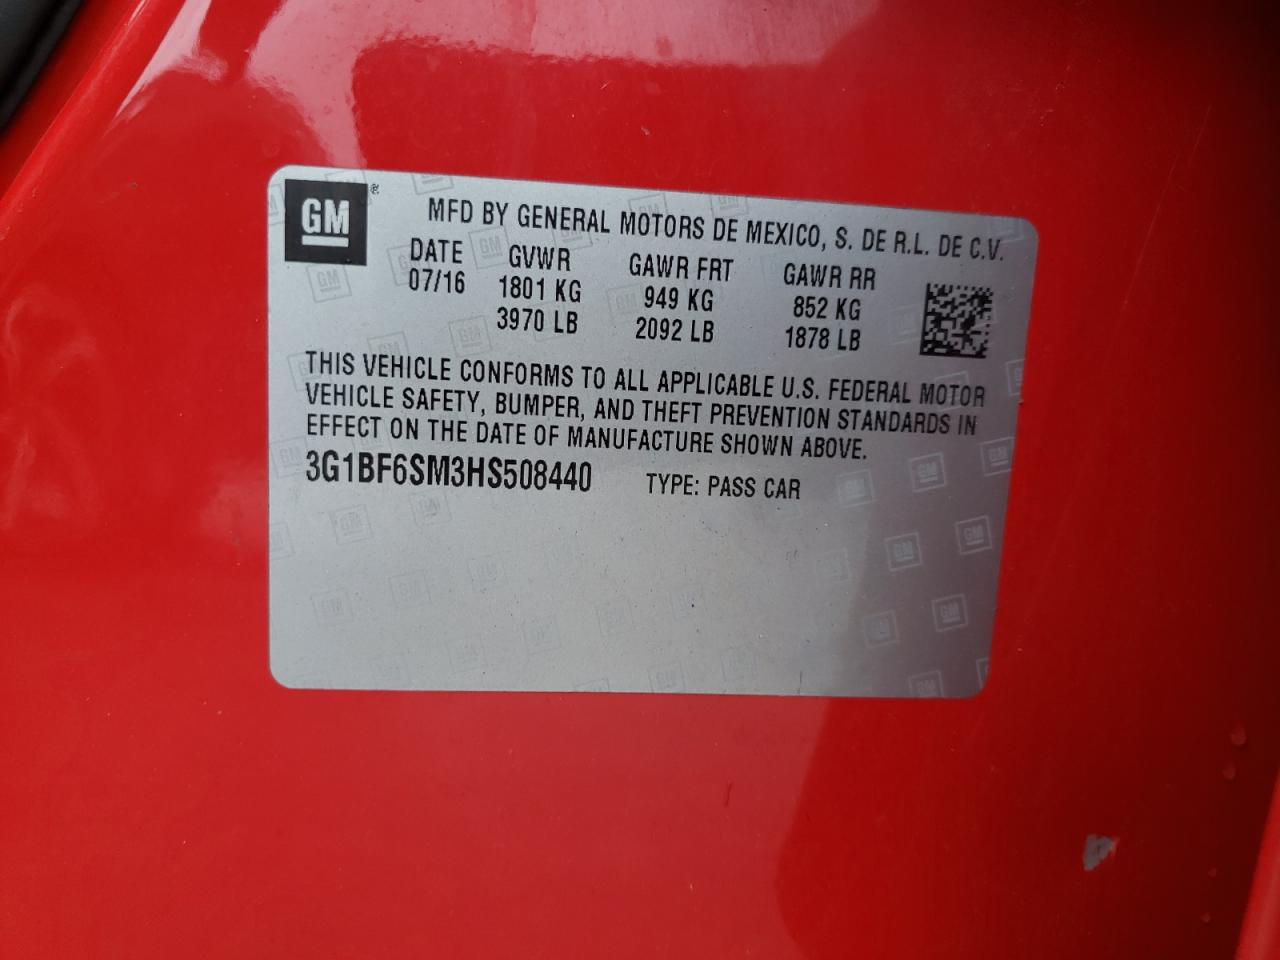 GM ®
MFD BY GENERAL MOTORS DE MEXICO, S. DE R.L. DE C.V.
DATE GVWR GAWR FRT GAWR RR
07/16 1801 KG 949 KG 852 KG
3970 LB 2092 LB 1878 LB
THIS VEHICLE CONFORMS TO ALL APPLICABLE U.S. FEDERAL MOTOR
VEHICLE SAFETY, BUMPER, AND THEFT PREVENTION STANDARDS IN
EFFECT ON THE DATE OF MANUFACTURE SHOWN ABOVE.
3G1BF6SM3HS508440 TYPE: PASS CAR